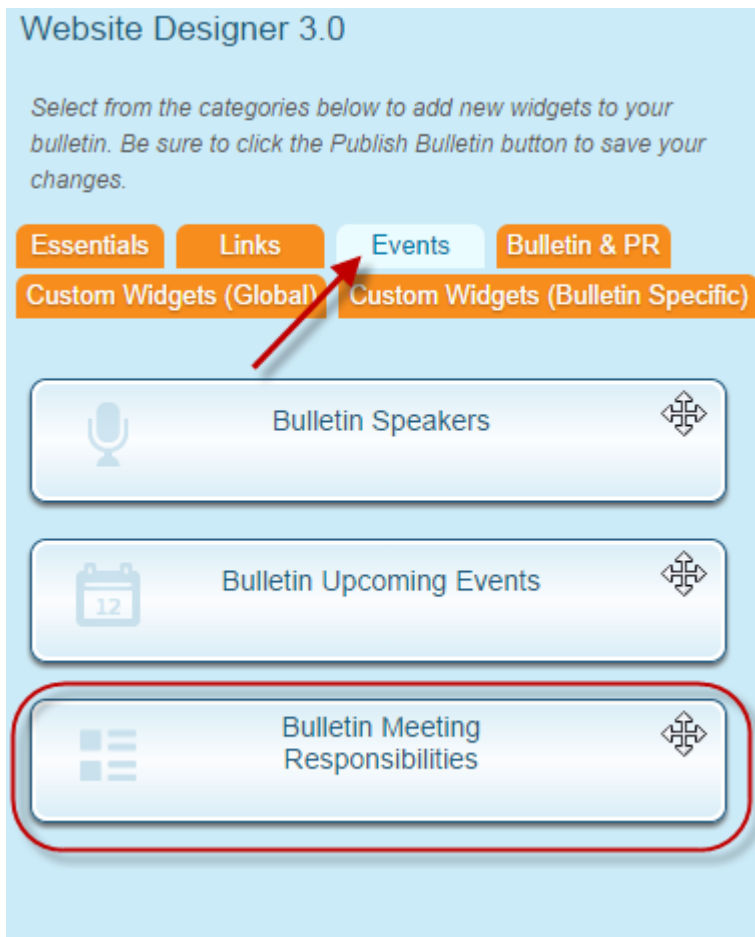 Website Designer 3.0
Select from the categories below to add new widgets to your
bulletin. Be sure to click the Publish Bulletin button to save your
changes.
Essentials Links Events Bulletin & PR
Custom Widgets (Global) Custom Widgets (Bulletin Specific)
Bulletin Speakers
12
Bulletin Upcoming Events
Bulletin Meeting
Responsibilities